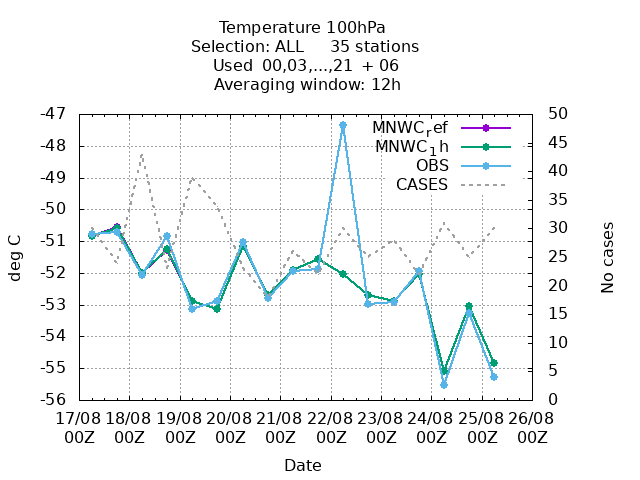 Temperature 100hPa
Selection: ALL 35 stations
Used 00,03,...,21 + 06
Averaging window: 12h
-47
-48
-49
-50
-51
-52
-53
-54
-55
-56
deg C
50
45
40
35
30
25
20
15
10
5
0
No cases
MNWCref
MNWC1h
OBS
CASES
17/08 18/08 19/08 20/08 21/08 22/08 23/08 24/08 25/08 26/08
00Z 00Z 00Z 00Z 00Z 00Z 00Z 00Z 00Z 00Z
Date